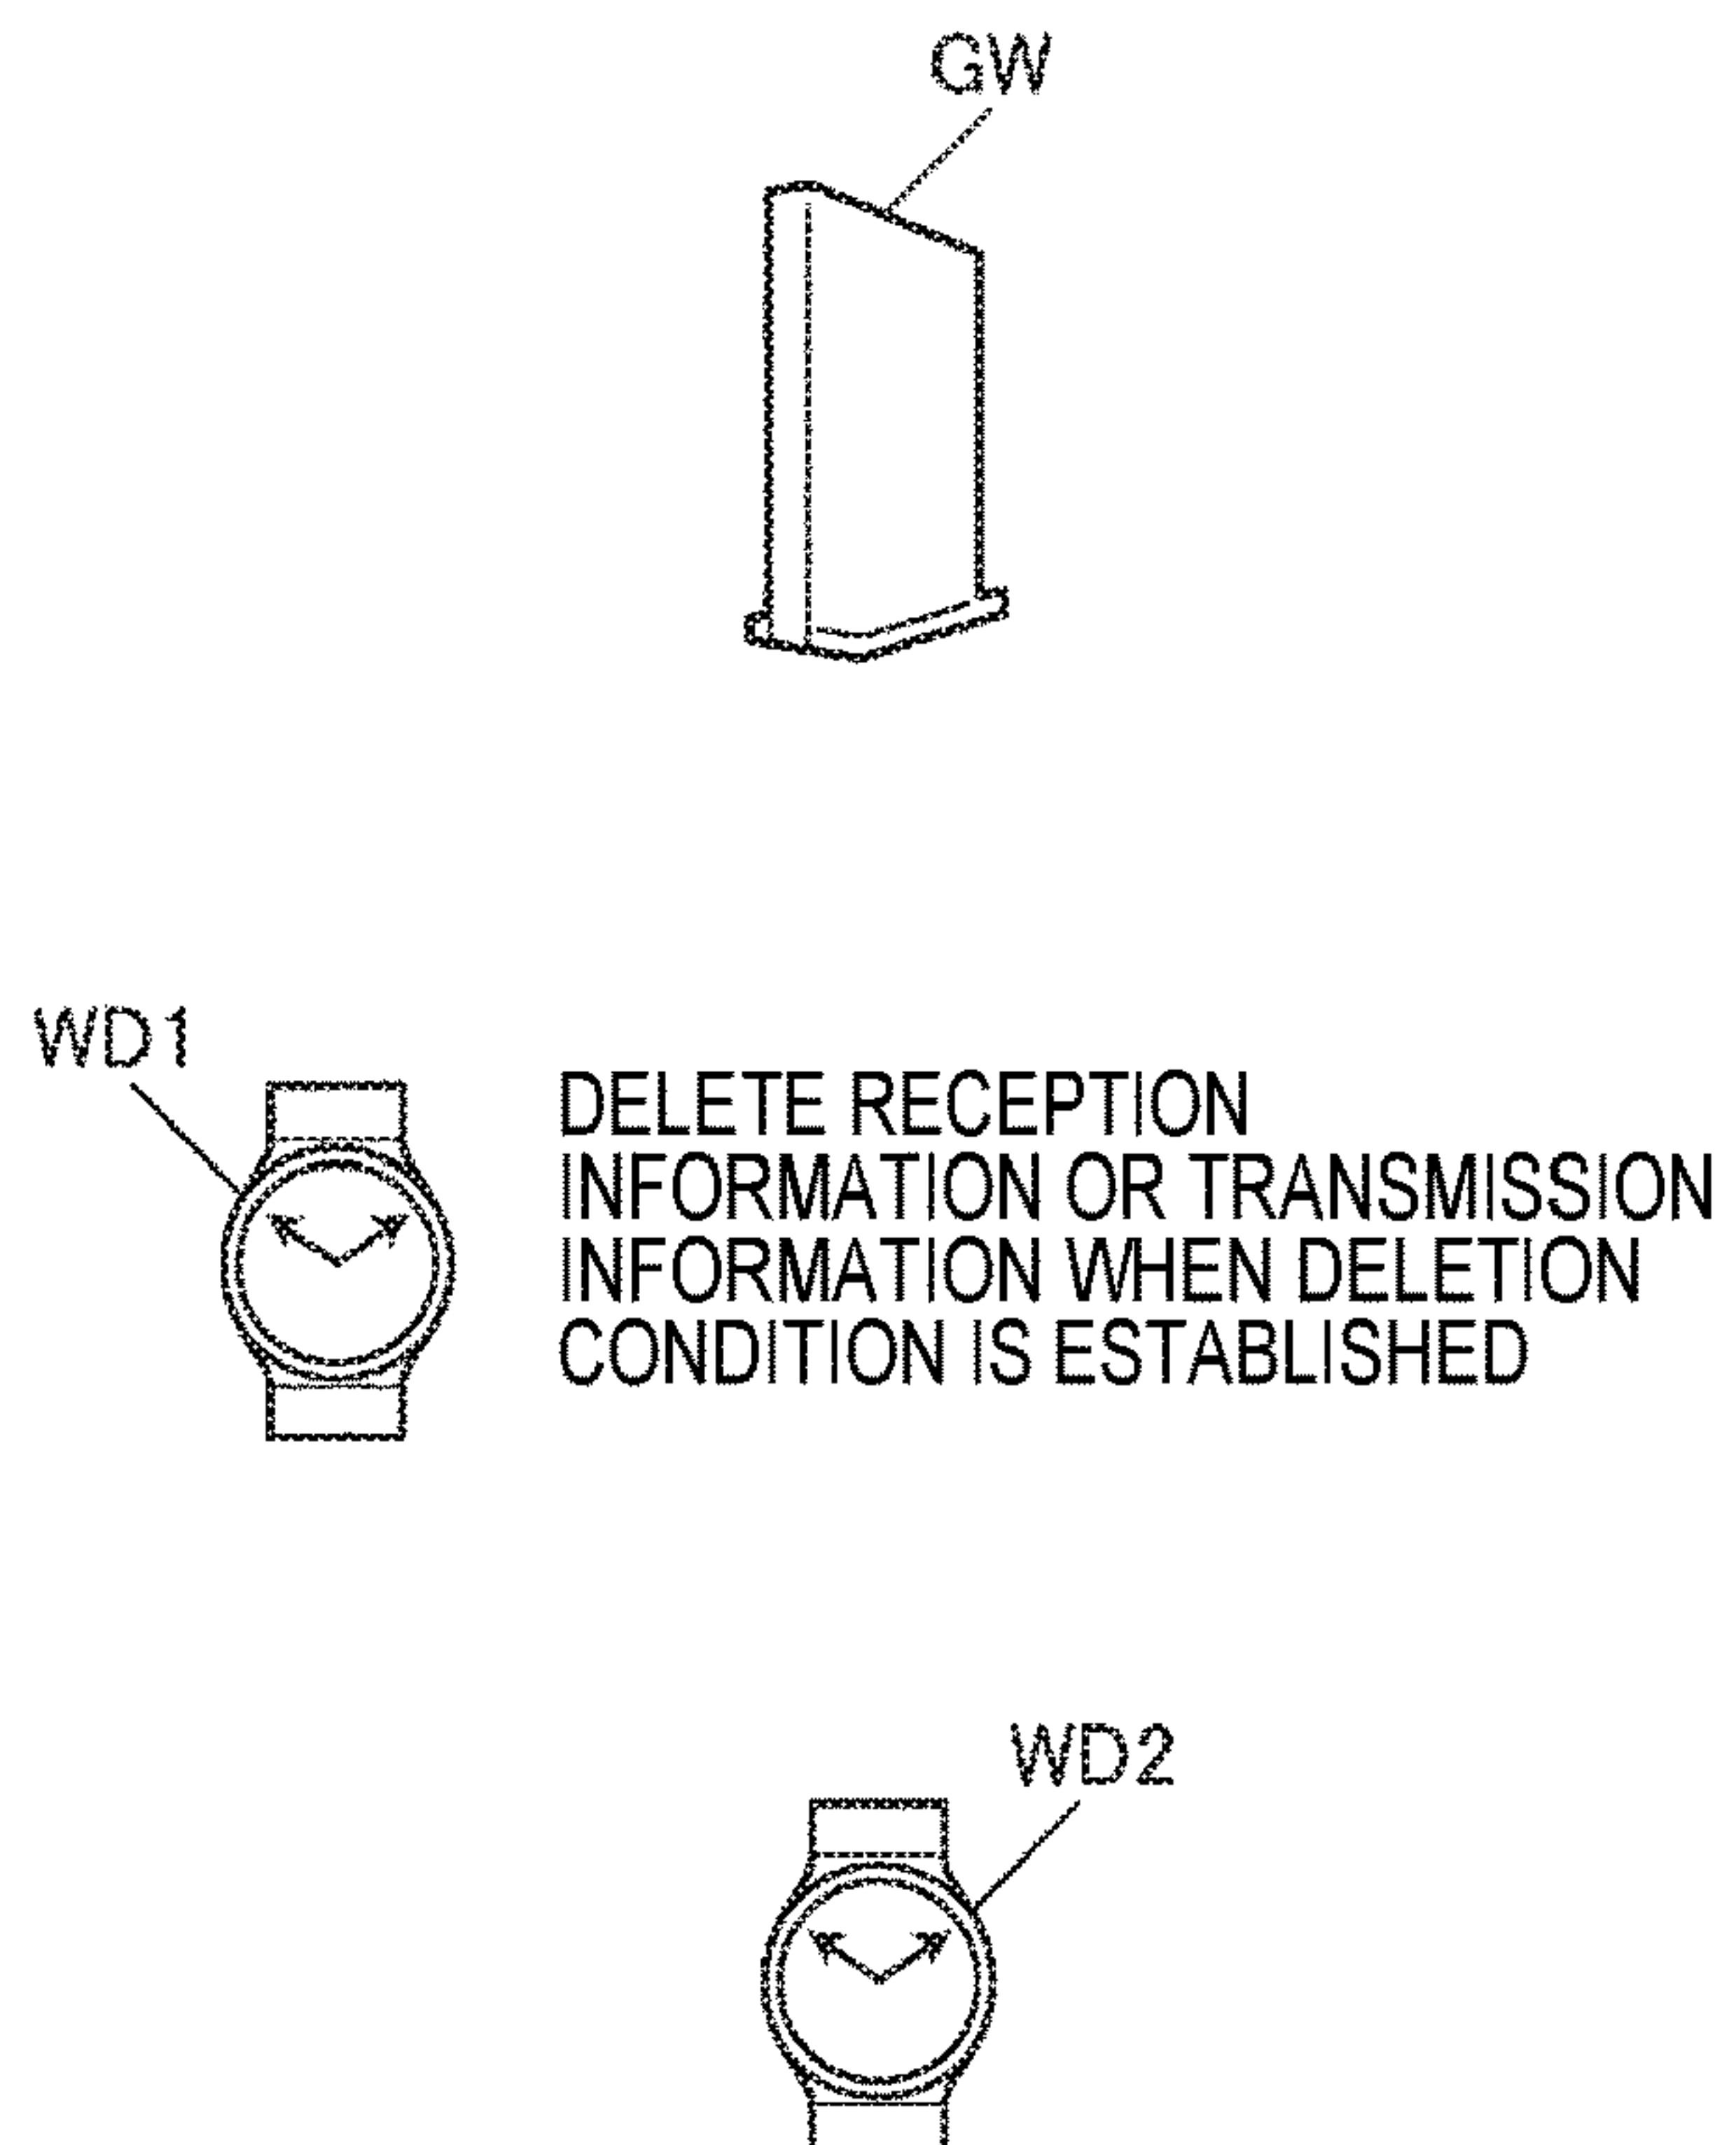 GW
WD1
DELETE RECEPTION
INFORMATION OR TRANSMISSION
INFORMATION WHEN DELETION
CONDITION IS ESTABLISHED
WD2